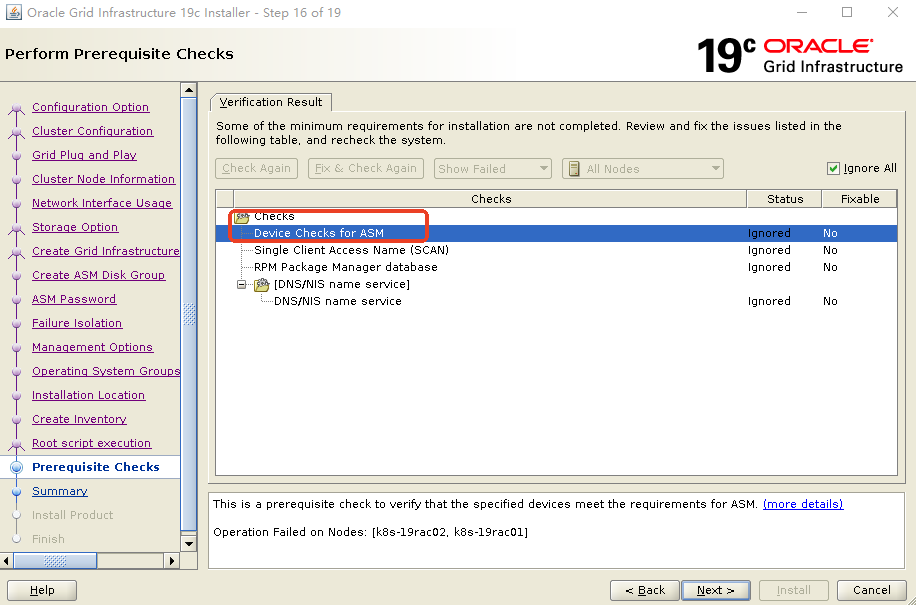 Oracle Grid Infrastructure 19c Installer - Step 16 of 19
Perform Prerequisite Checks
19c ORACLE
Grid Infrastructure
Configuration Option
Cluster Configuration
Grid Plug and Play
Cluster Node Information
Network Interface Usage
Storage Option
Create Grid Infrastructure
Create ASM Disk Group
ASM Password
Failure Isolation
Management Options
Operating System Groups
Installation Location
Create Inventory
Root script execution
Prerequisite Checks
Summary
Install Product
Finish
Verification Result
Some of the minimum requirements for installation are not completed. Review and fix the issues listed in the
following table, and recheck the system.
Check Again Fix & Check Again Show Failed All Nodes Ignore All
Checks Status Fixable
Checks
Device Checks for ASM Ignored No
Single Client Access Name (SCAN) Ignored No
RPM Package Manager database Ignored No
[DNS/NIS name service]
DNS/NIS name service Ignored No
This is a prerequisite check to verify that the specified devices meet the requirements for ASM. (more details)
Operation Failed on Nodes: [k8s-19rac02, k8s-19rac01]
Help < Back Next > Install Cancel